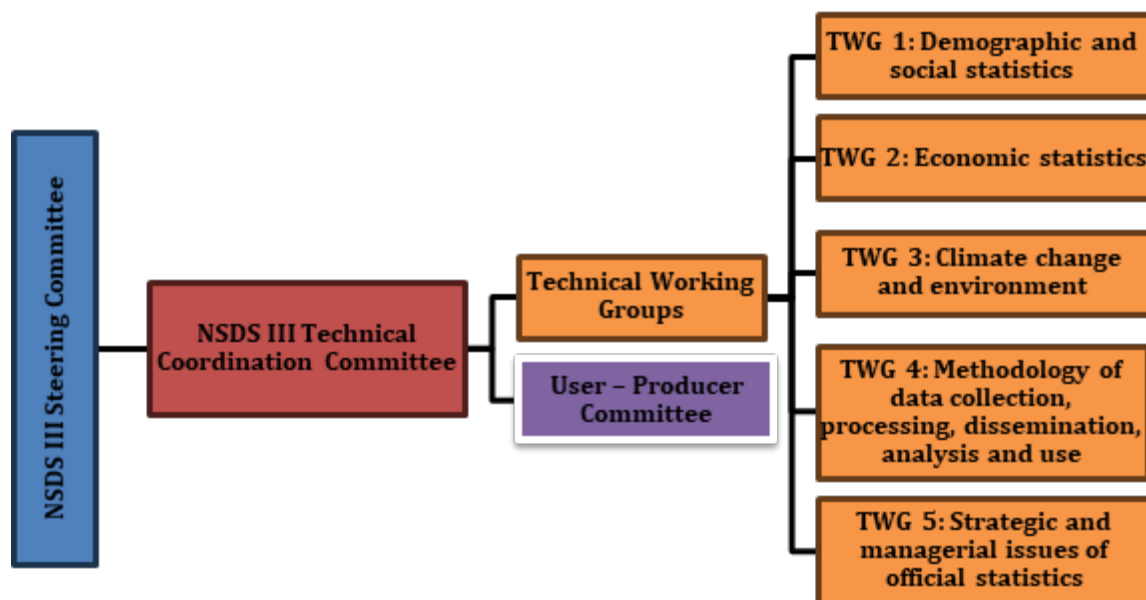 NSDS III Steering Committee
NSDS III Technical
Coordination Committee
Technical Working
Groups
User – Producer
Committee
TWG 1: Demographic and
social statistics
TWG 2: Economic statistics
TWG 3: Climate change
and environment
TWG 4: Methodology of
data collection,
processing, dissemination,
analysis and use
TWG 5: Strategic and
managerial issues of
official statistics